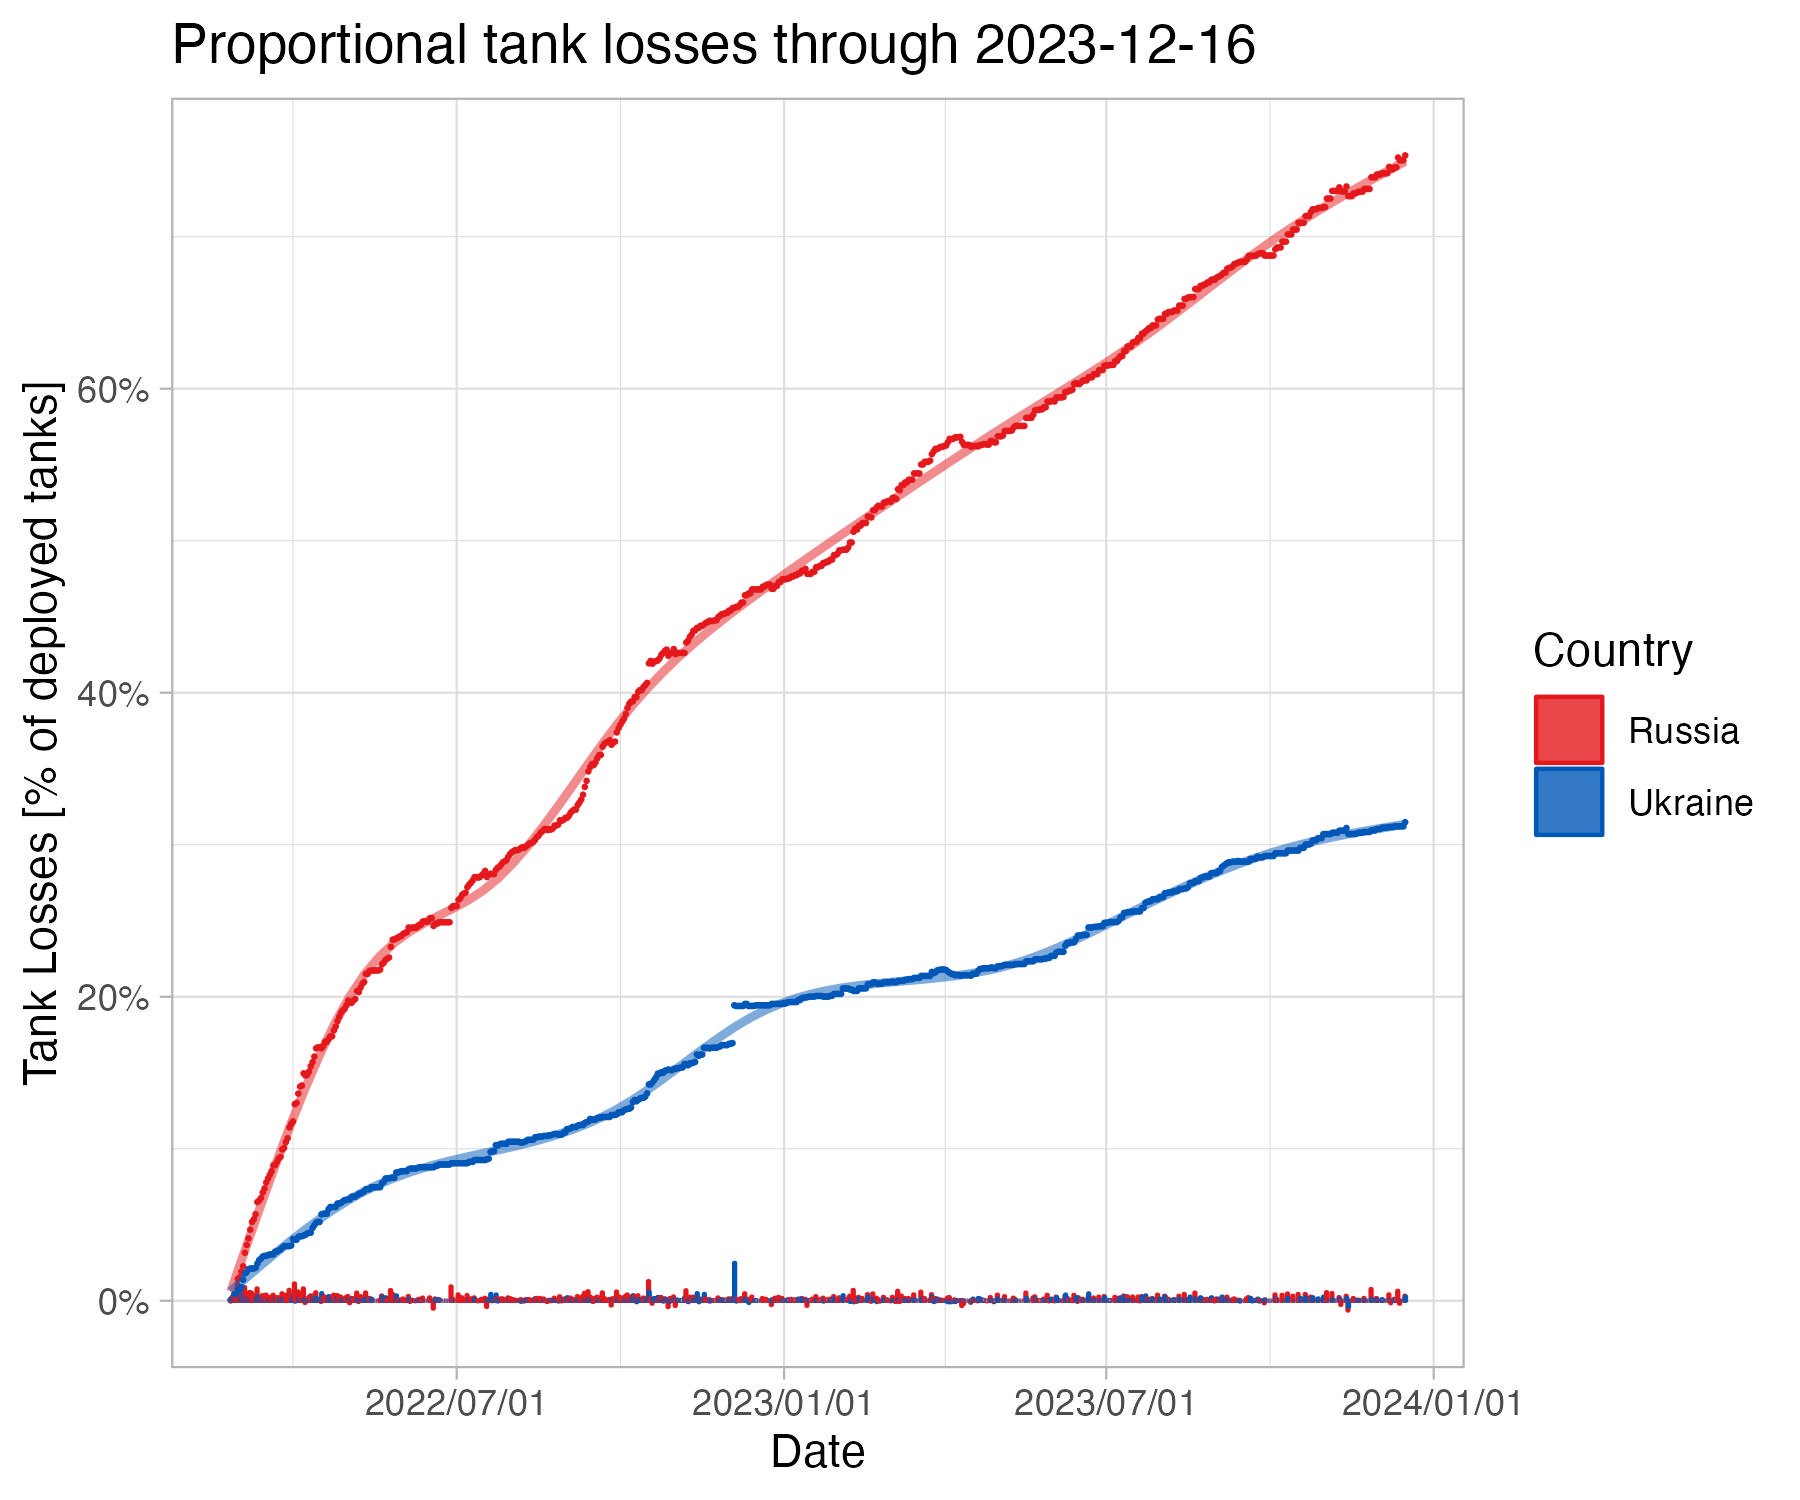 Proportional tank losses through 2023-12-16
Tank Losses [% of deployed tanks]
60%
40%
20%
0%
2022/07/01
2023/01/01
2023/07/01
2024/01/01
Date
Country
Russia
Ukraine